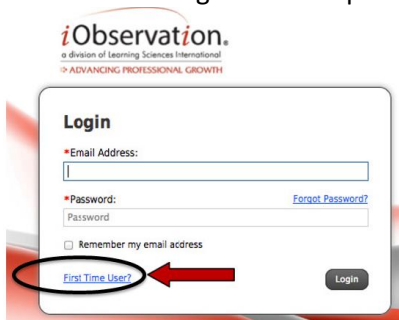 iObservation.
a division of Learning Sciences International
ADVANCING PROFESSIONAL GROWTH
Login
*Email Address:
*Password: Forgot Password?
Password
Remember my email address
First Time User? Login